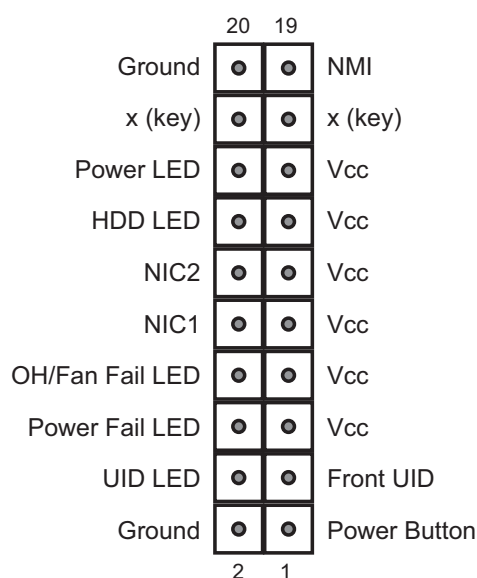 20 19
Ground NMI
x (key) x (key)
Power LED Vcc
HDD LED Vcc
NIC2 Vcc
NIC1 Vcc
OH/Fan Fail LED Vcc
Power Fail LED Vcc
UID LED Front UID
Ground Power Button
2 1